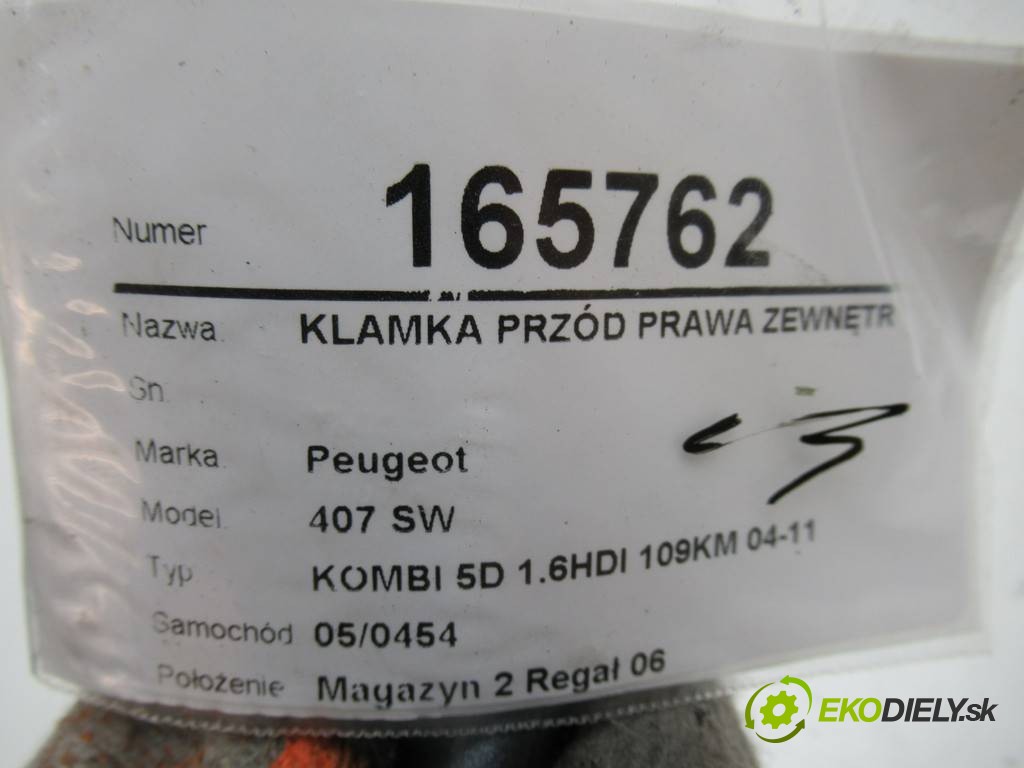 Numer 165762
Nazwa KLAMKA PRZÓD PRAWA ZEWNĘTR
Gn
Marka Peugeot
Model 407 SW
Typ KOMBI 5D 1.6HDI 109KM 04-11
Samochód 05/0454
Położenie Magazyn 2 Regał 06
EKODIELY.sk